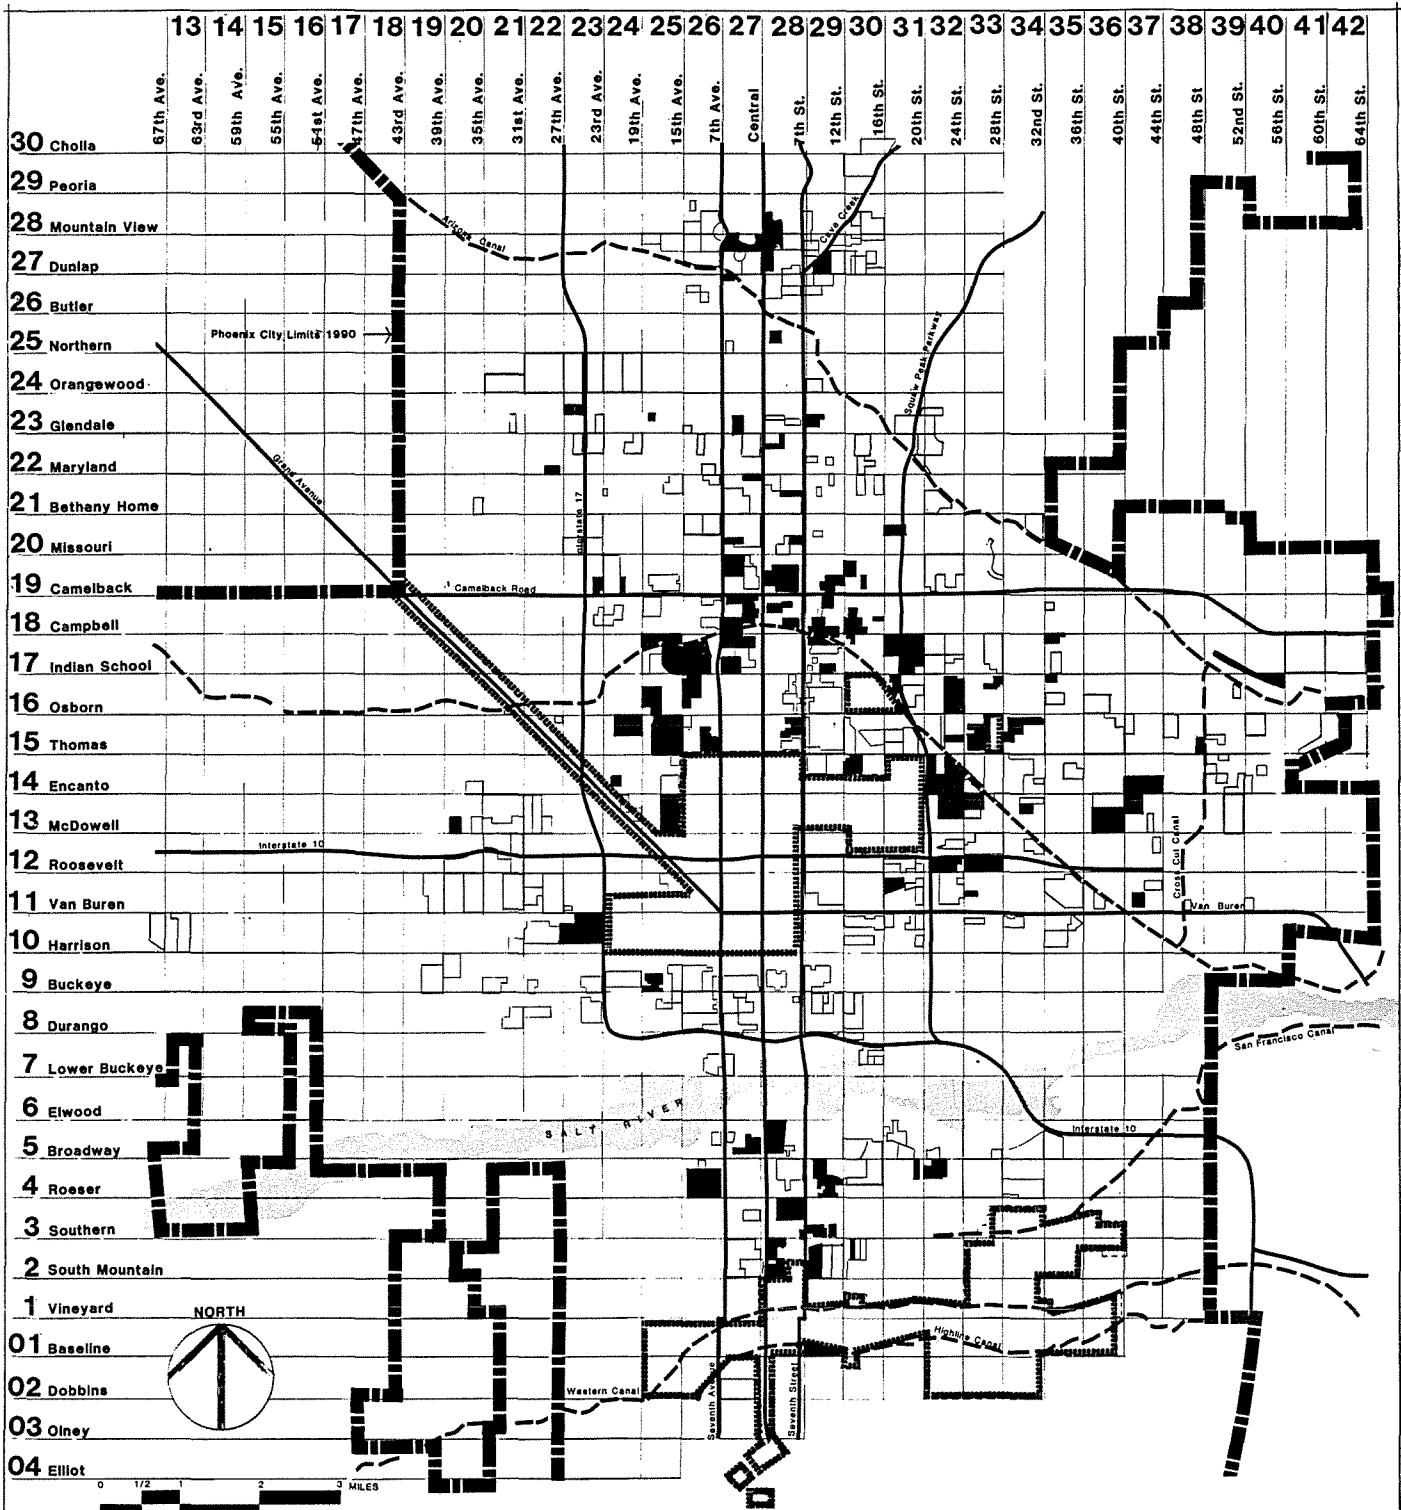 13 14 15 16 17 18 19 20 21 22 23 24 25 26 27 28 29 30 31 32 33 34 35 36 37 38 39 40 41 42
67th Ave.
63rd Ave.
59th Ave.
55th Ave.
51st Ave.
47th Ave.
43rd Ave.
39th Ave.
35th Ave.
31st Ave.
27th Ave.
23rd Ave.
19th Ave.
15th Ave.
7th Ave.
Central
7th St.
12th St.
16th St.
20th St.
24th St.
28th St.
32nd St.
36th St.
40th St.
44th St.
48th St
52nd St.
56th St.
60th St.
64th St.
30 Cholla
29 Peoria
28 Mountain View
27 Dunlap
26 Butler
25 Northern
24 Orangewood
23 Glendale
22 Maryland
21 Bethany Home
20 Missouri
19 Camelback
18 Campbell
17 Indian School
16 Osborn
15 Thomas
14 Encanto
13 McDowell
12 Roosevelt
11 Van Buren
10 Harrison
9 Buckeye
8 Durango
7 Lower Buckeye
6 Elwood
5 Broadway
4 Roeser
3 Southern
2 South Mountain
1 Vineyard
01 Baseline
02 Dobbins
03 Olney
04 Elliot
Arizona Canal
Cave Creek
Phoenix City Limits 1990
Squaw Peak Parkway
Grand Avenue
Interstate 17
Camelback Road
Interstate 10
Cross Cut Canal
Van Buren
San Francisco Canal
SALT RIVER
Interstate 10
NORTH
Highline Canal
Western Canal
Seventh Avenue
Seventh Street
0 1/2 1 2 3 MILES